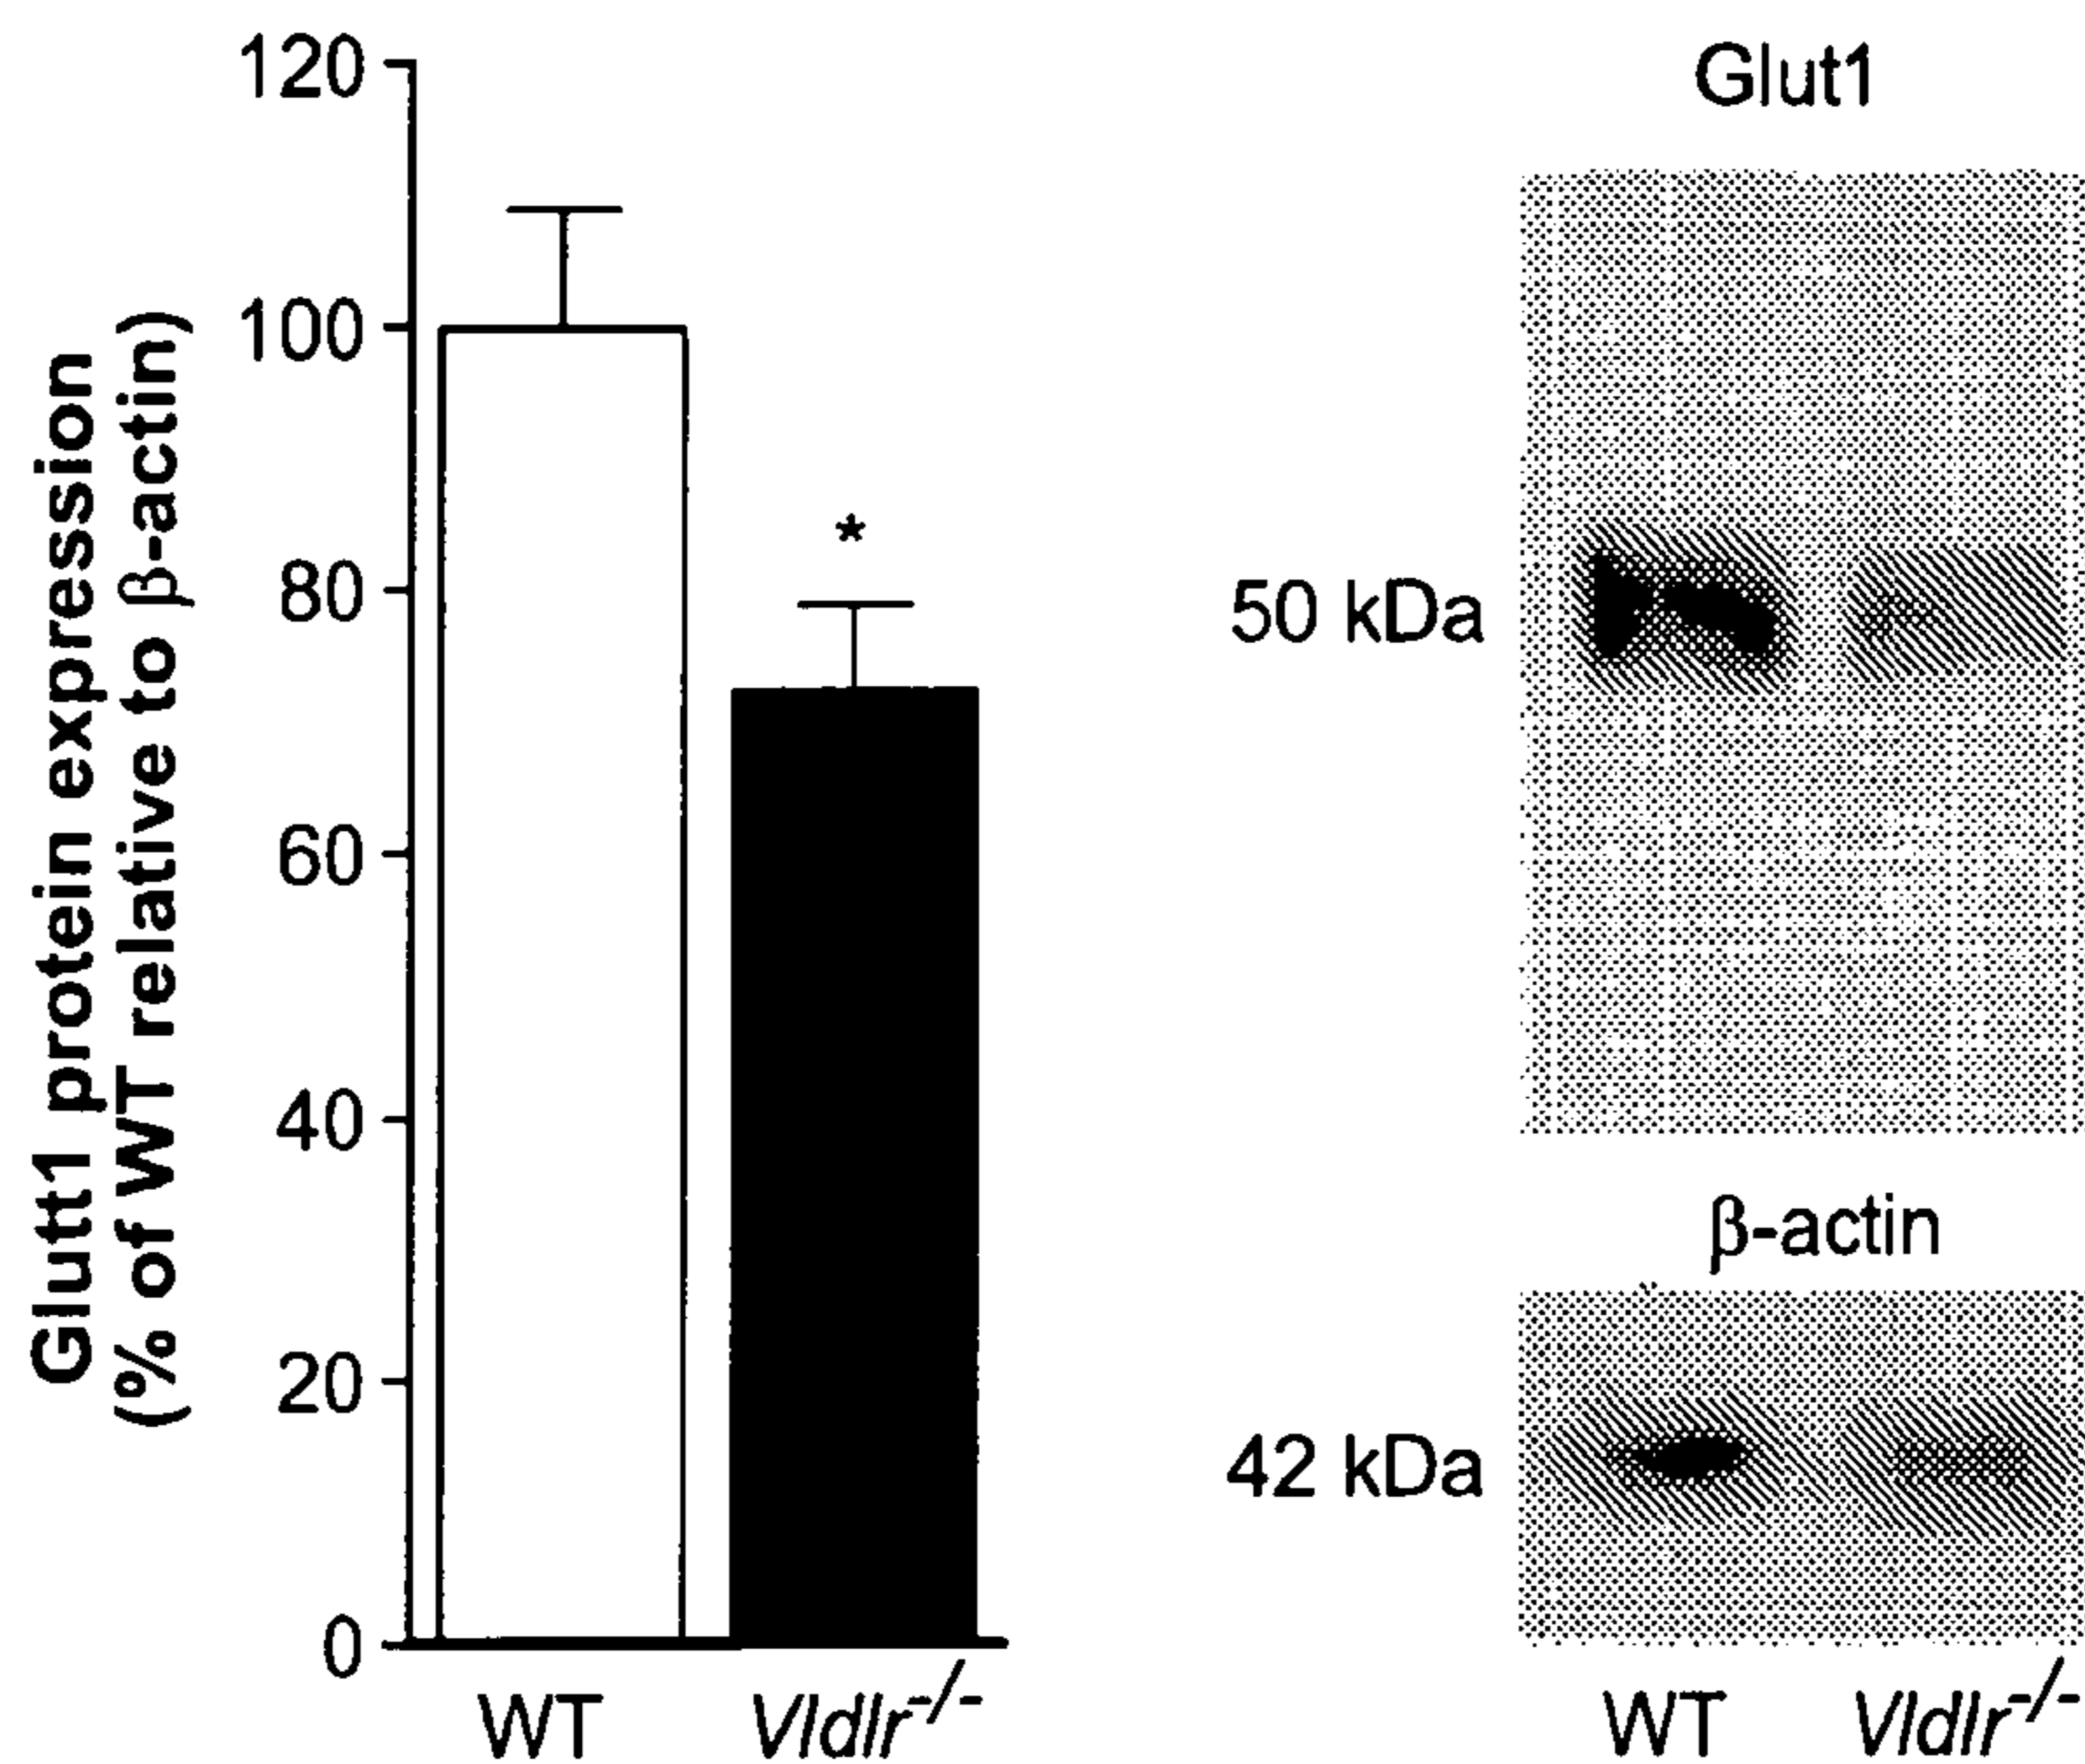 Glutt1 protein expression
(% of WT relative to β-actin)
120
100
80
60
40
20
0
*
WT
Vldlr-/-
Glut1
50 kDa
β-actin
42 kDa
WT
Vldlr-/-